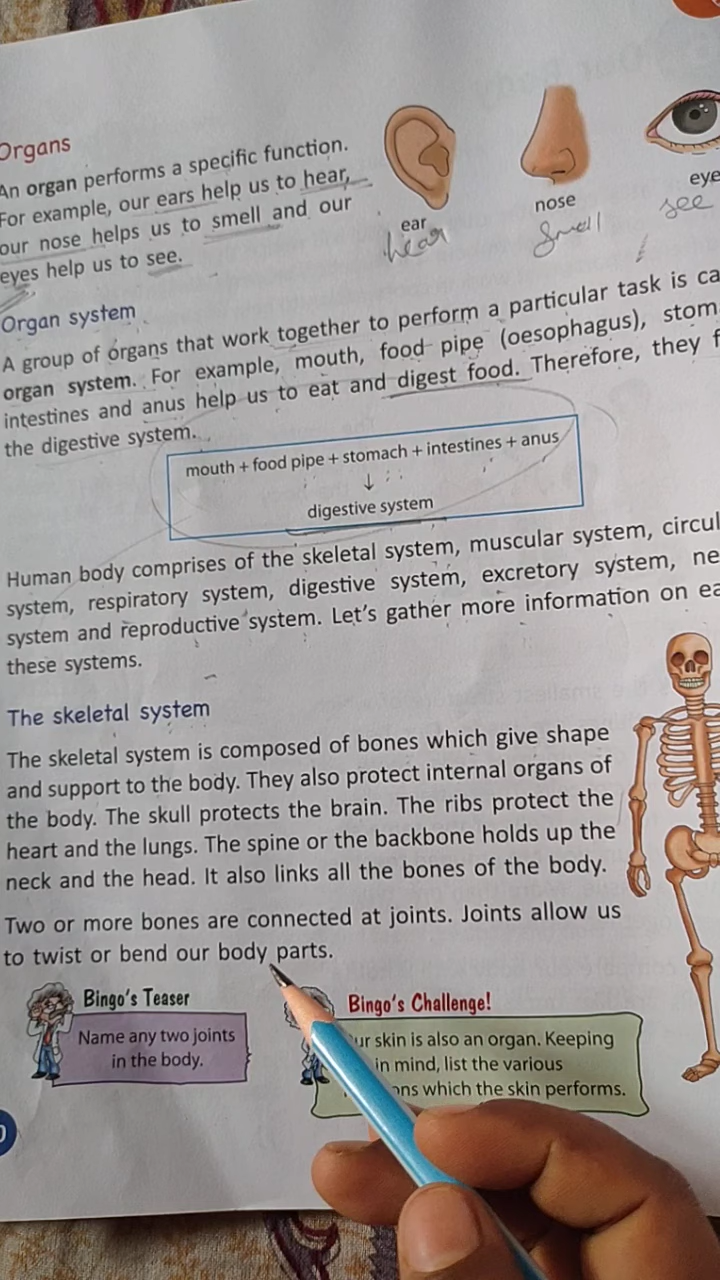 Organs
An organ performs a specific function.
For example, our ears help us to hear,
our nose helps us to smell and our
eyes help us to see.
ear
hear
nose
Smell
eye
see
Organ system
A group of organs that work together to perform a particular task is ca
organ system. For example, mouth, food pipe (oesophagus), stom
intestines and anus help us to eat and digest food. Therefore, they f
the digestive system.
mouth + food pipe + stomach + intestines + anus
↓
digestive system
Human body comprises of the skeletal system, muscular system, circul
system, respiratory system, digestive system, excretory system, ne
system and reproductive system. Let's gather more information on ea
these systems.
The skeletal system
The skeletal system is composed of bones which give shape
and support to the body. They also protect internal organs of
the body. The skull protects the brain. The ribs protect the
heart and the lungs. The spine or the backbone holds up the
neck and the head. It also links all the bones of the body.
Two or more bones are connected at joints. Joints allow us
to twist or bend our body parts.
Bingo's Teaser
Name any two joints
in the body.
Bingo's Challenge!
ur skin is also an organ. Keeping
in mind, list the various
ons which the skin performs.